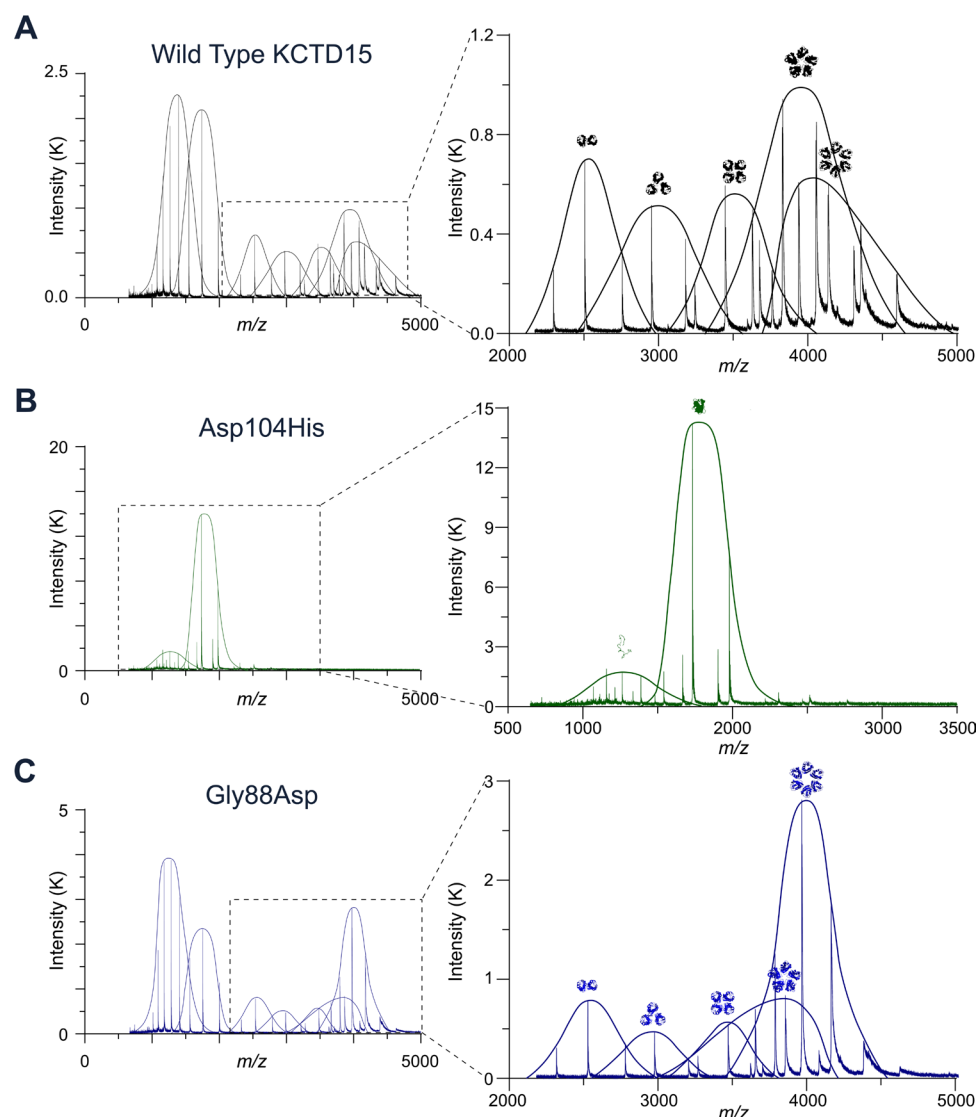 A
Wild Type KCTD15
2.5
0.0
Intensity (K)
0
m/z
5000
1.2
0.8
0.4
0.0
Intensity (K)
2000
3000
4000
5000
m/z
B
Asp104His
20
0
Intensity (K)
0
m/z
5000
15
12
9
6
3
0
Intensity (K)
500
1000
2000
3000
3500
m/z
C
Gly88Asp
5
0
Intensity (K)
0
m/z
5000
3
2
1
0
Intensity (K)
2000
3000
4000
5000
m/z